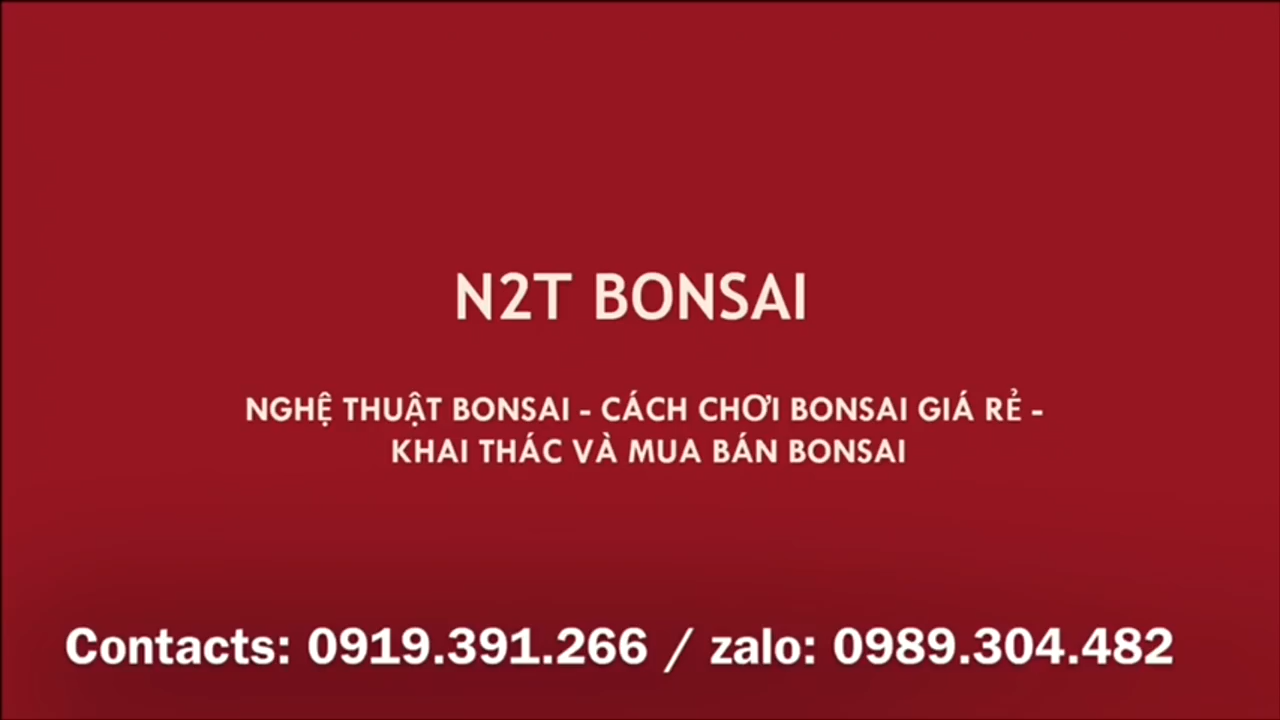 N2T BONSAI
NGHỆ THUẬT BONSAI - CÁCH CHƠI BONSAI GIÁ RẺ -
KHAI THÁC VÀ MUA BÁN BONSAI
Contacts: 0919.391.266 / zalo: 0989.304.482